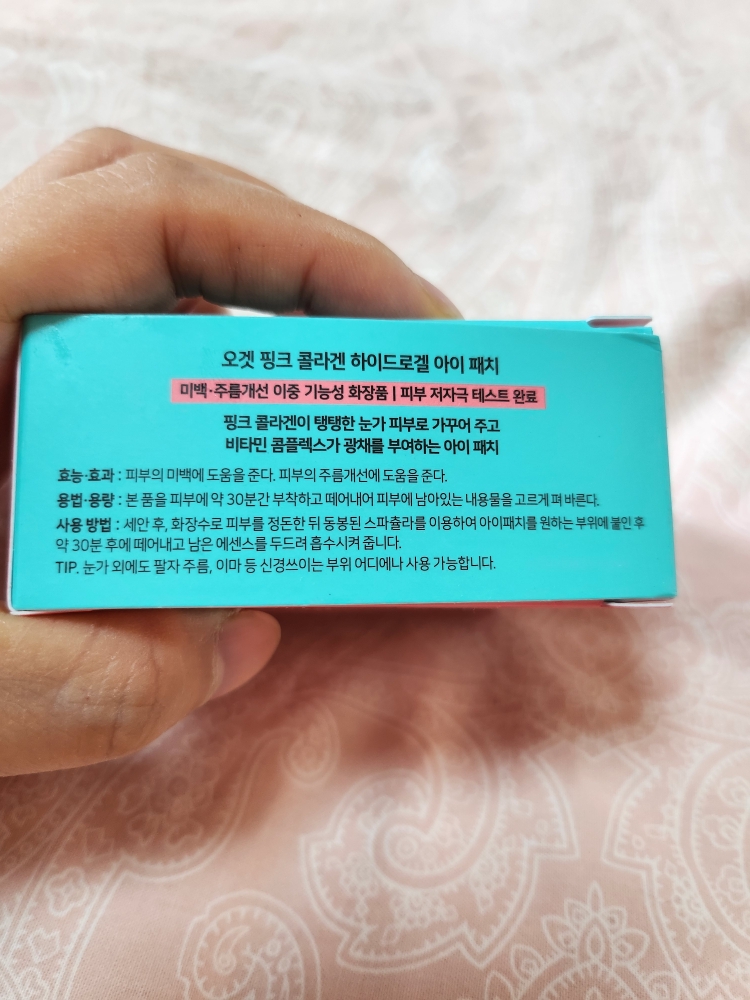 오겟 핑크 콜라겐 하이드로겔 아이 패치
미백·주름개선 이중 기능성 화장품 | 피부 저자극 테스트 완료
핑크 콜라겐이 탱탱한 눈가 피부로 가꾸어 주고
비타민 콤플렉스가 광채를 부여하는 아이 패치
효능·효과 : 피부의 미백에 도움을 준다. 피부의 주름개선에 도움을 준다.
용법·용량 : 본 품을 피부에 약 30분간 부착하고 떼어내어 피부에 남아있는 내용물을 고르게 펴 바른다.
사용 방법 : 세안 후, 화장수로 피부를 정돈한 뒤 동봉된 스파츌라를 이용하여 아이패치를 원하는 부위에 붙인 후
약 30분 후에 떼어내고 남은 에센스를 두드려 흡수시켜 줍니다.
TIP. 눈가 외에도 팔자 주름, 이마 등 신경쓰이는 부위 어디에나 사용 가능합니다.